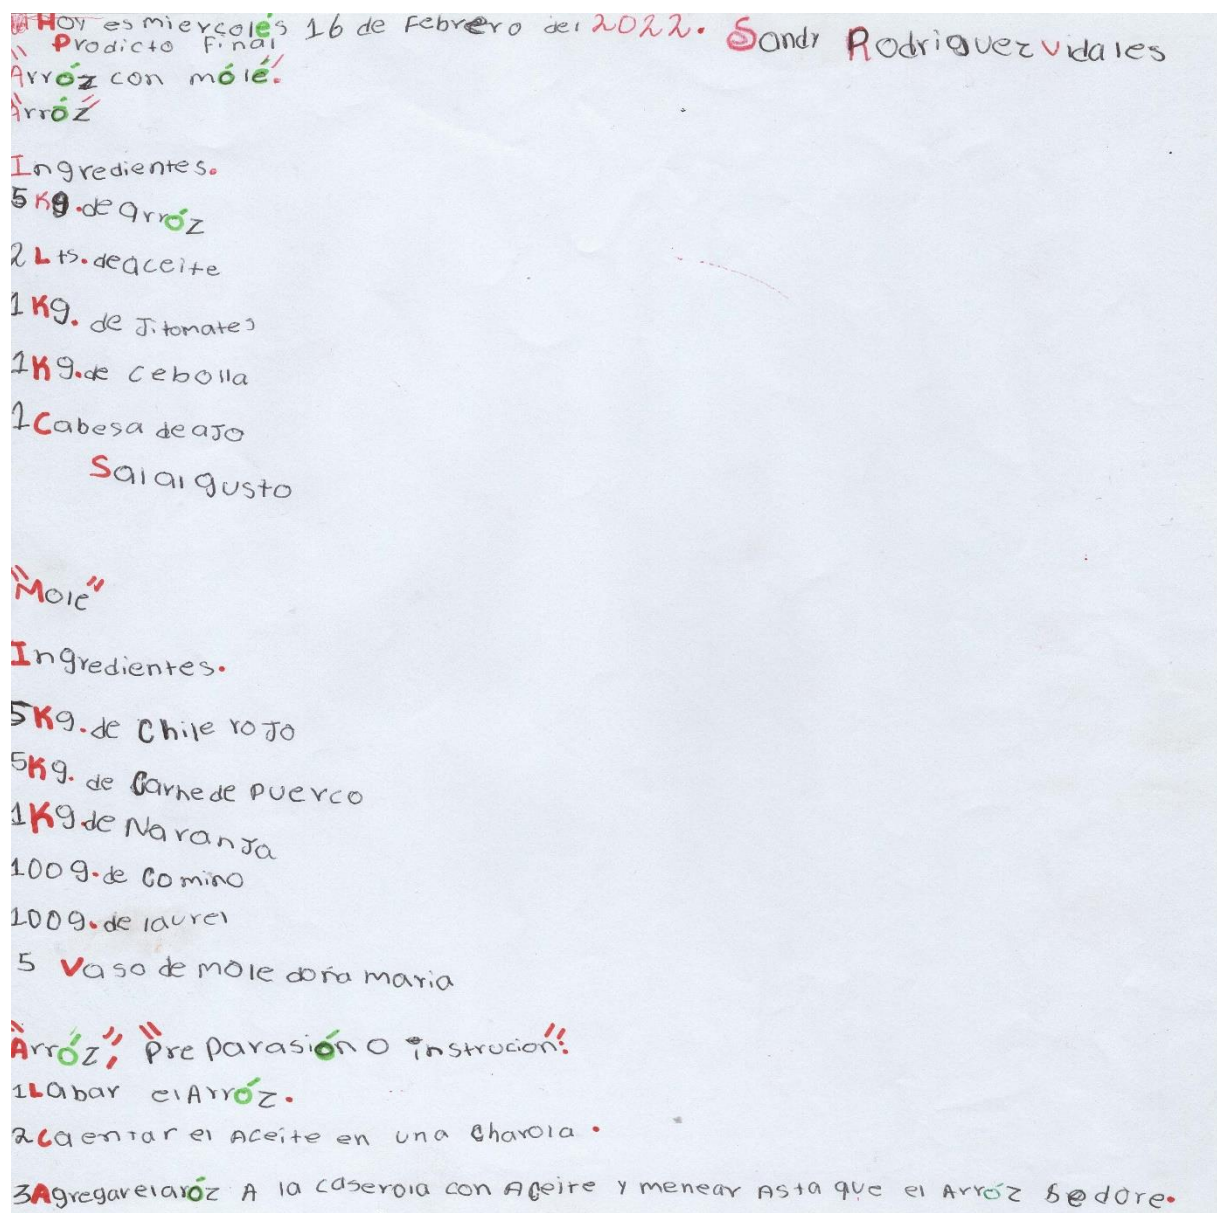 Hoy es miercolés 16 de Febrero del 2022. Sandy Rodriguez vidales
"Prodicto Final
Arróz con mólé."
"Arróz"
Ingredientes.
5 Kg. de arróz
2 Lts. de aceite
1 Kg. de Jitomates
1 Kg. de cebolla
1 Cabesa de aJo
Sal al gusto
"Mole"
Ingredientes.
5 Kg. de Chile roJo
5 Kg. de Carne de puerco
1 Kg de NaranJa
100 g. de Comino
100 g. de laurel
5 Vaso de mole doña maria
"Arróz"; "Preparasión o instrucion":
1 Labar el Arróz.
2 Caentar el Aceite en una Charola.
3 Agregar el aróz A la caserola con Aceite y menear Asta que el Arróz se dore.